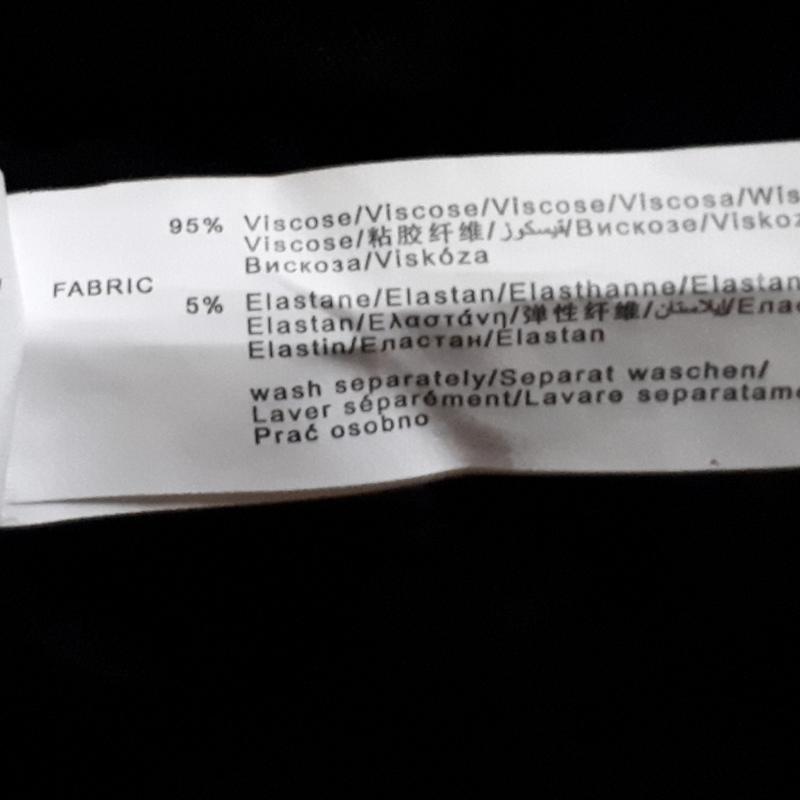 95% Viscose/Viscose/Viscose/Viscosa/Wis
Viscose/粘胶纤维/ڤيسكوز/Вискозе/Viskoz
Вискоза/Viskóza
FABRIC
5% Elastane/Elastan/Elasthanne/Elastan
Elastan/Ελαστάνη/弹性纤维/إيلاستان/Елас
Elastin/Еластан/Elastan
wash separately/Separat waschen/
Laver séparément/Lavare separatame
Prać osobno